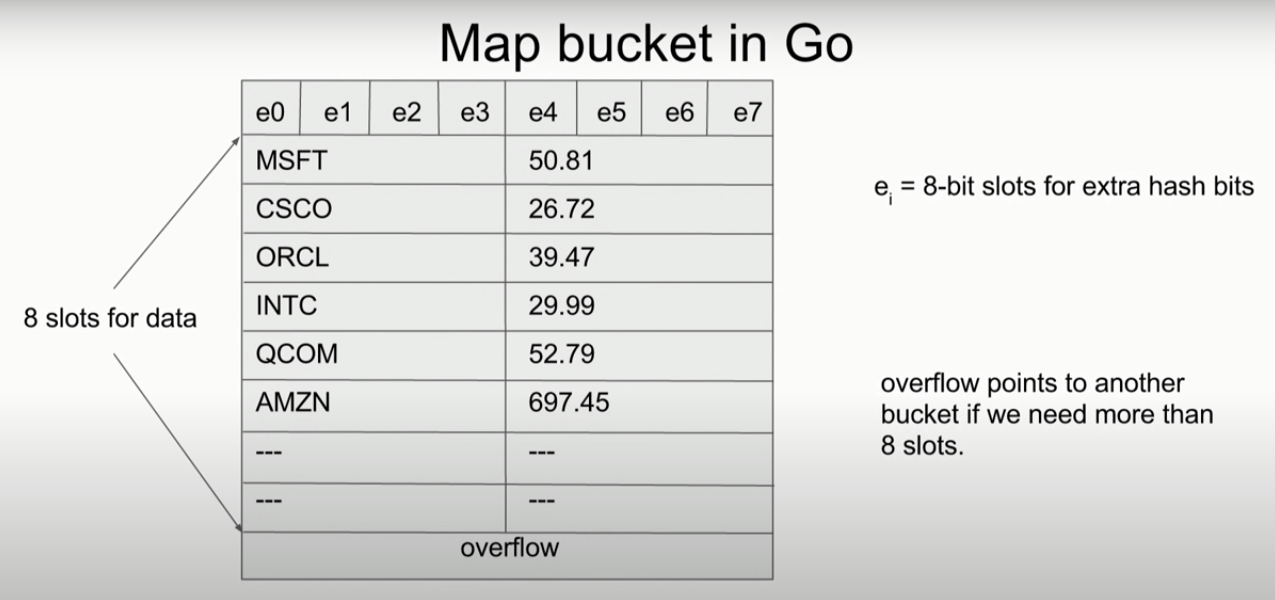 Map bucket in Go
e0 e1 e2 e3 e4 e5 e6 e7
MSFT 50.81
CSCO 26.72
ORCL 39.47
INTC 29.99
QCOM 52.79
AMZN 697.45
--- ---
--- ---
overflow
8 slots for data
eᵢ = 8-bit slots for extra hash bits
overflow points to another
bucket if we need more than
8 slots.